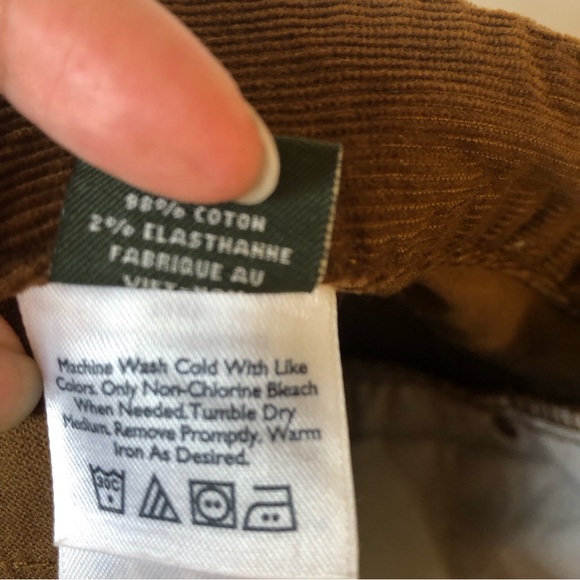 98% COTON
2% ELASTHANNE
FABRIQUE AU
Machine Wash Cold With Like
Colors. Only Non-Chlorine Bleach
When Needed. Tumble Dry
Medium. Remove Promptly. Warm
Iron As Desired.
30C